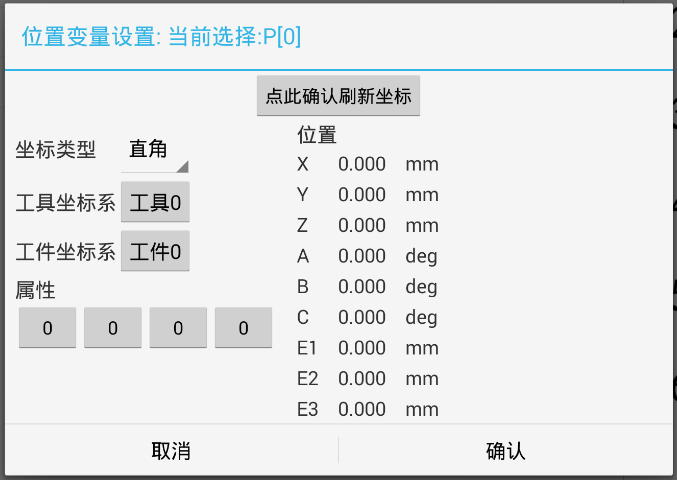 位置变量设置: 当前选择:P[0]
点此确认刷新坐标
坐标类型 直角
工具坐标系 工具0
工件坐标系 工件0
属性
0 0 0 0
位置
X 0.000 mm
Y 0.000 mm
Z 0.000 mm
A 0.000 deg
B 0.000 deg
C 0.000 deg
E1 0.000 mm
E2 0.000 mm
E3 0.000 mm
取消 确认